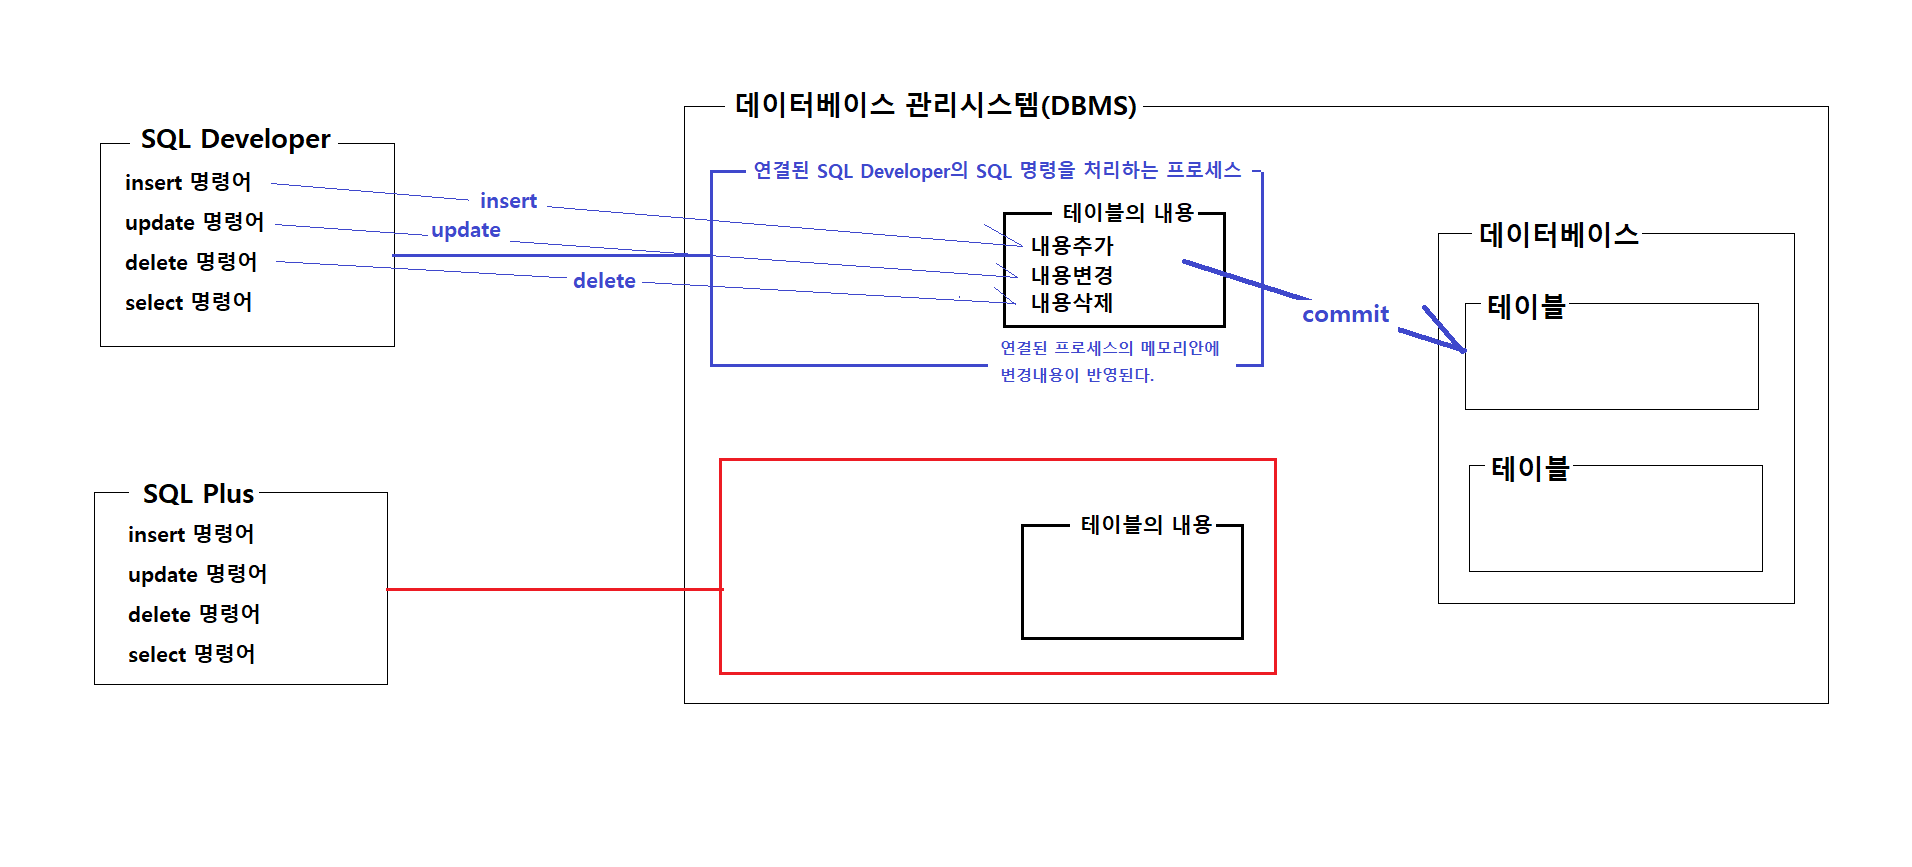 데이터베이스 관리시스템(DBMS)
SQL Developer
insert 명령어
update 명령어
delete 명령어
select 명령어
insert
update
delete
연결된 SQL Developer의 SQL 명령을 처리하는 프로세스
테이블의 내용
내용추가
내용변경
내용삭제
연결된 프로세스의 메모리안에
변경내용이 반영된다.
commit
데이터베이스
테이블
테이블
SQL Plus
insert 명령어
update 명령어
delete 명령어
select 명령어
테이블의 내용